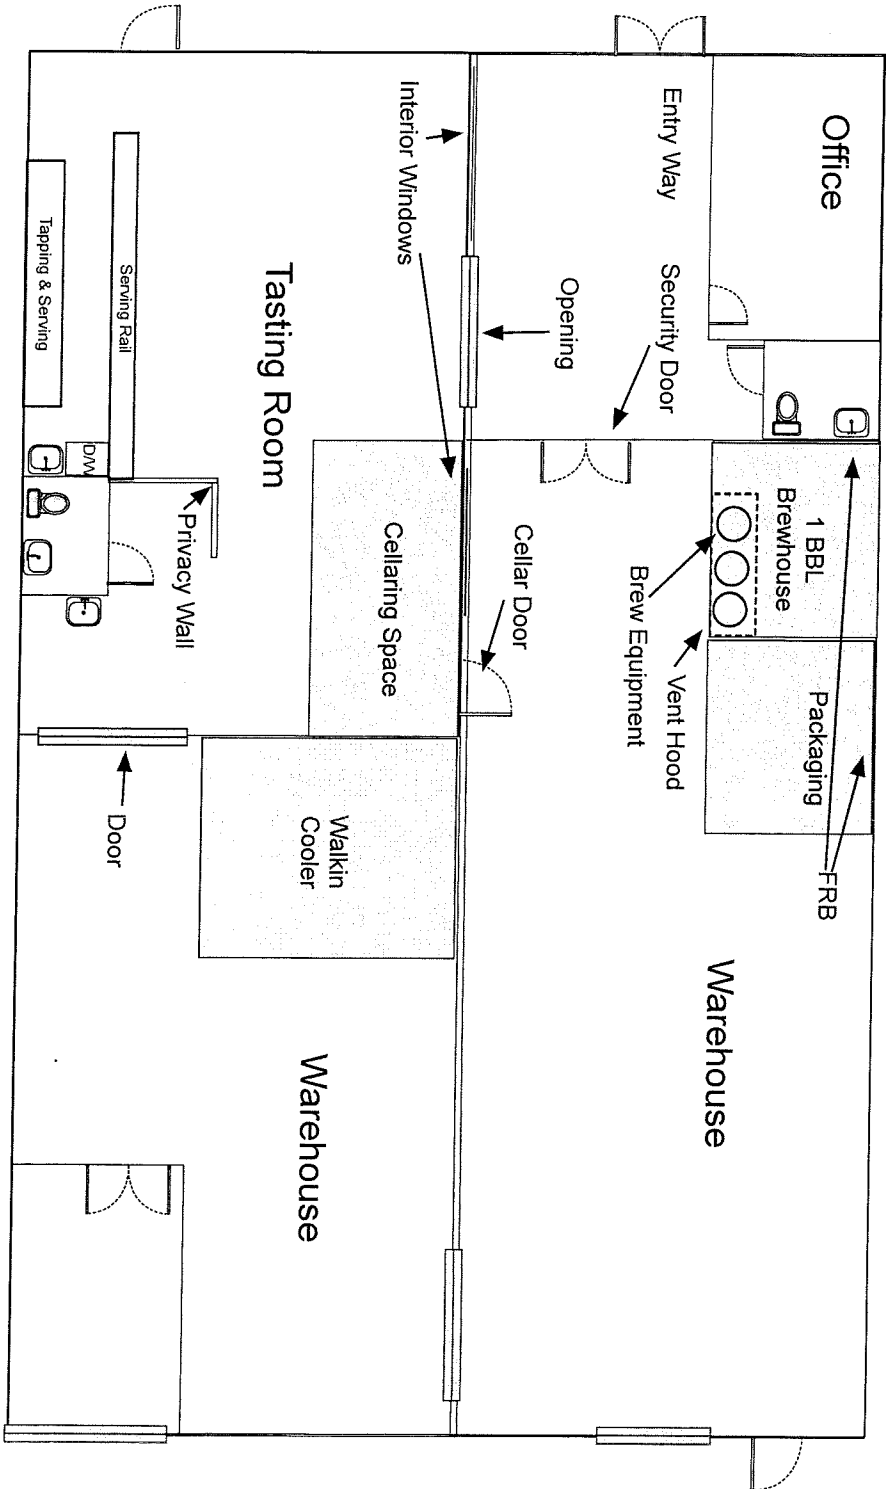 Office
Entry Way
Interior Windows
Tapping & Serving
Serving Rail
Tasting Room
Opening
Security Door
D/W
Privacy Wall
Cellaring Space
Cellar Door
1 BBL
Brewhouse
Brew Equipment
Vent Hood
Packaging
FRB
Door
Walkin
Cooler
Warehouse
Warehouse